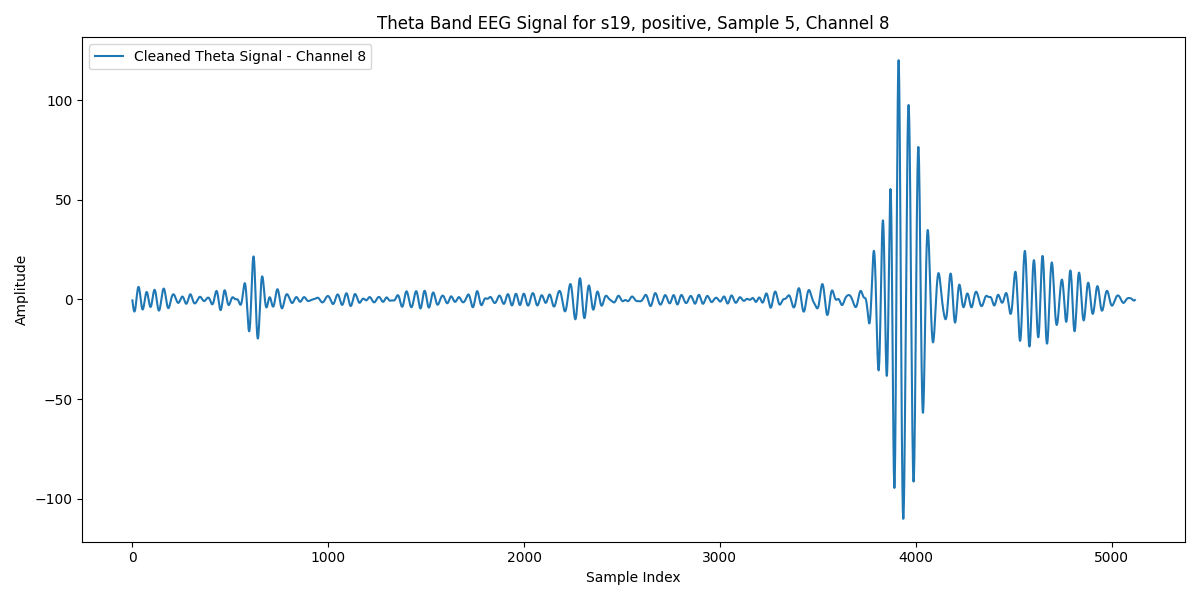 Theta Band EEG Signal for s19, positive, Sample 5, Channel 8
Cleaned Theta Signal - Channel 8
Amplitude
100
50
0
−50
−100
0 1000 2000 3000 4000 5000
Sample Index